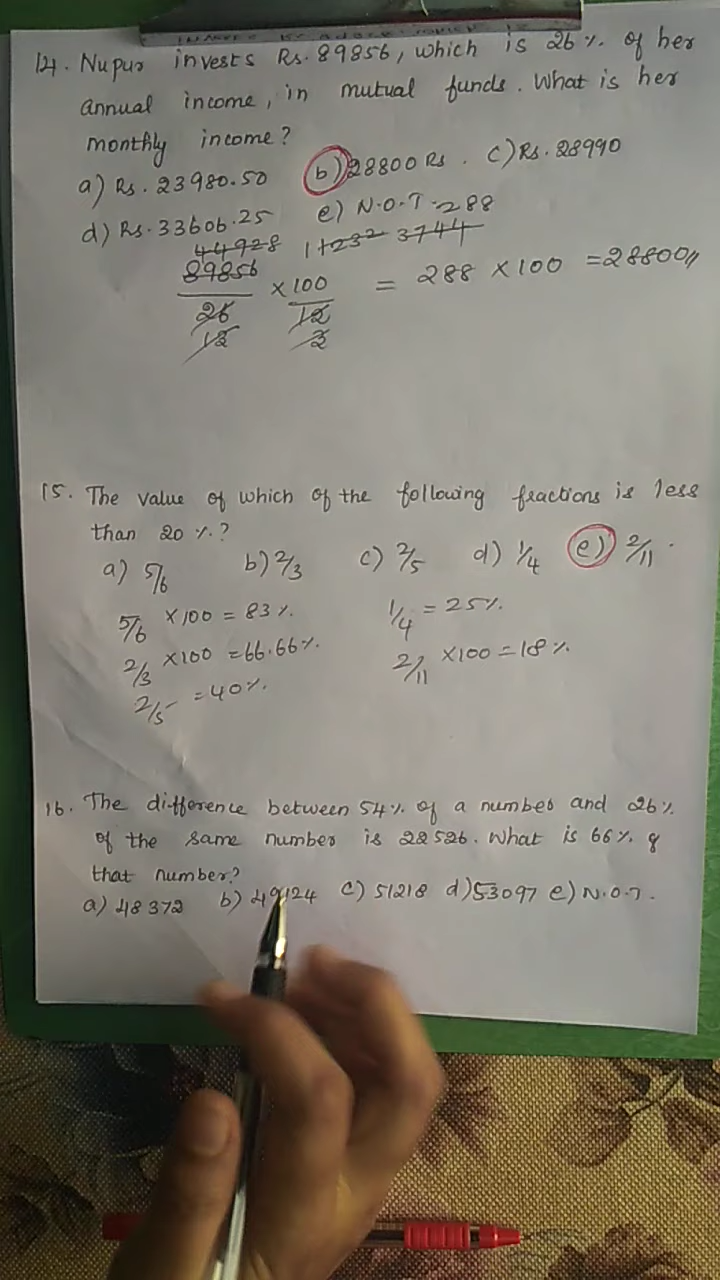 14. Nupur invests Rs. 89856, which is 26 % of her
annual income, in mutual funds. What is her
monthly income?
a) Rs. 23980.50 b) 28800 Rs. c) Rs. 28990
d) Rs. 33606.25 e) N.O.T
288
44928 3744
89856 / 26 × 100 / 12 = 288 × 100 = 28800//
13 2
15. The value of which of the following fractions is less
than 20 %.?
a) 5/6 b) 2/3 c) 2/5 d) 1/4 e) 2/11.
5/6 × 100 = 83 % 1/4 = 25 %.
2/3 × 100 = 66.66 %. 2/11 × 100 = 18 %.
2/5 = 40 %.
16. The difference between 54 % of a number and 26 %
of the same number is 22526. What is 66 % of
that number?
a) 48372 b) 49124 c) 51218 d) 53097 e) N.O.T.